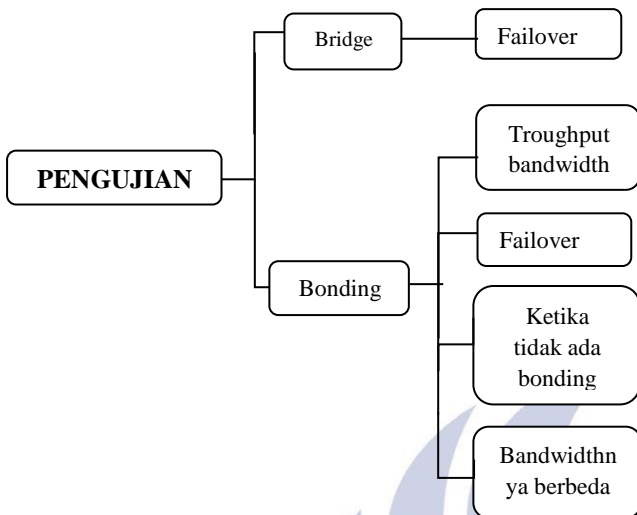 PENGUJIAN
Bridge
Failover
Bonding
Troughput
bandwidth
Failover
Ketika
tidak ada
bonding
Bandwidthn
ya berbeda